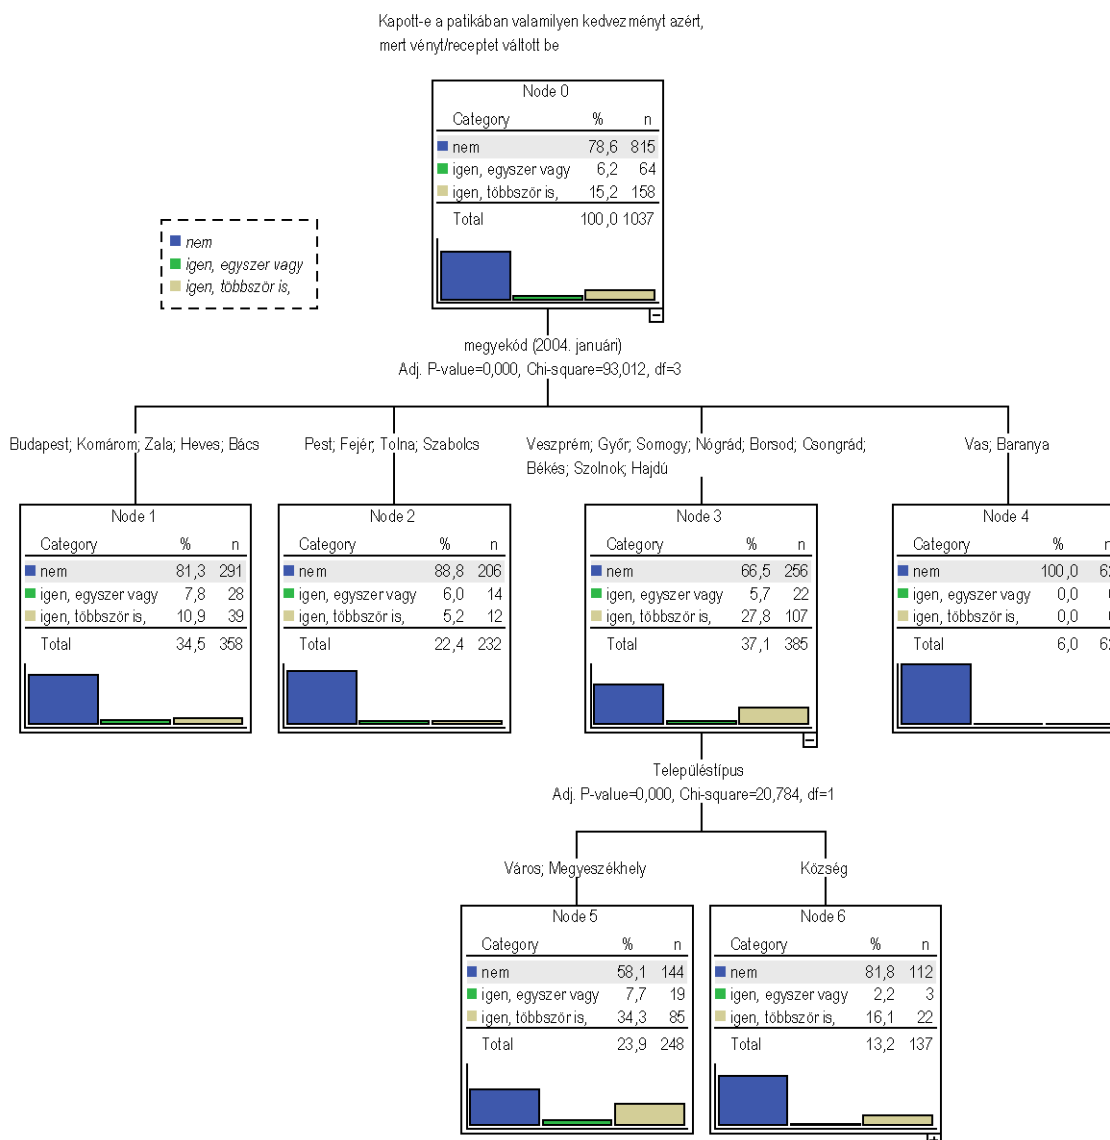 Kapott-e a patikában valamilyen kedvezményt azért,
mert vényt/receptet váltott be
Node 0
Category % n
nem 78,6 815
igen, egyszer vagy 6,2 64
igen, többször is, 15,2 158
Total 100,0 1037
nem
igen, egyszer vagy
igen, többször is,
megyekód (2004. januári)
Adj. P-value=0,000, Chi-square=93,012, df=3
Budapest; Komárom; Zala; Heves; Bács
Node 1
Category % n
nem 81,3 291
igen, egyszer vagy 7,8 28
igen, többször is, 10,9 39
Total 34,5 358
Pest; Fejér; Tolna; Szabolcs
Node 2
Category % n
nem 88,8 206
igen, egyszer vagy 6,0 14
igen, többször is, 5,2 12
Total 22,4 232
Veszprém; Győr; Somogy; Nógrád; Borsod; Csongrád;
Békés; Szolnok; Hajdú
Node 3
Category % n
nem 66,5 256
igen, egyszer vagy 5,7 22
igen, többször is, 27,8 107
Total 37,1 385
Vas; Baranya
Node 4
Category % n
nem 100,0
igen, egyszer vagy 0,0
igen, többször is, 0,0
Total 6,0
Településtípus
Adj. P-value=0,000, Chi-square=20,784, df=1
Város; Megyeszékhely
Node 5
Category % n
nem 58,1 144
igen, egyszer vagy 7,7 19
igen, többször is, 34,3 85
Total 23,9 248
Község
Node 6
Category % n
nem 81,8 112
igen, egyszer vagy 2,2 3
igen, többször is, 16,1 22
Total 13,2 137